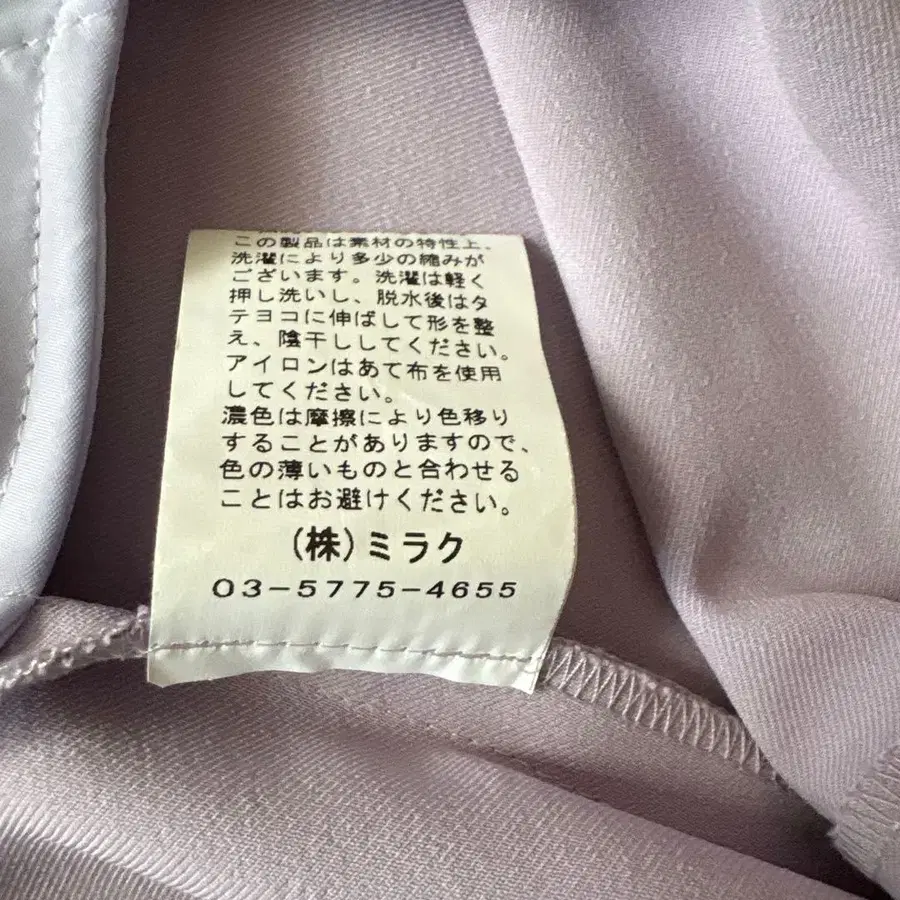 この製品は素材の特性上、
洗濯により多少の縮みが
ございます。洗濯は軽く
押し洗いし、脱水後はタ
テヨコに伸ばして形を整
え、陰干ししてください。
アイロンはあて布を使用
してください。
濃色は摩擦により色移り
することがありますので、
色の薄いものと合わせる
ことはお避けください。
(株)ミラク
03-5775-4655